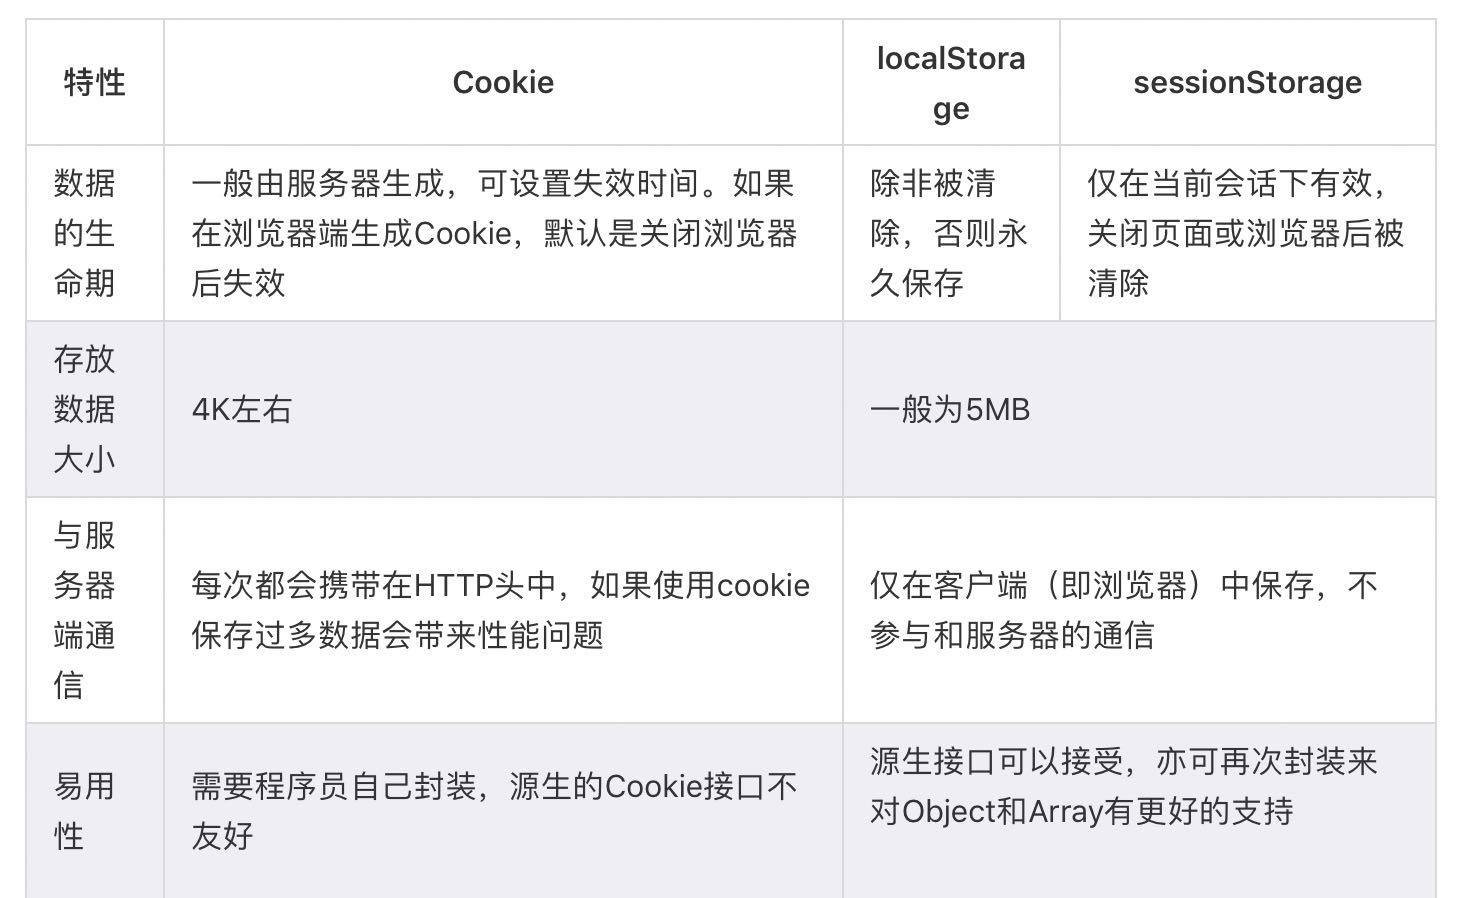 特性
Cookie
localStora
ge
sessionStorage
数据
的生
命期
一般由服务器生成，可设置失效时间。如果
在浏览器端生成Cookie，默认是关闭浏览器
后失效
除非被清
除，否则永
久保存
仅在当前会话下有效，
关闭页面或浏览器后被
清除
存放
数据
大小
4K左右
一般为5MB
与服
务器
端通
信
每次都会携带在HTTP头中，如果使用cookie
保存过多数据会带来性能问题
仅在客户端（即浏览器）中保存，不
参与和服务器的通信
易用
性
需要程序员自己封装，源生的Cookie接口不
友好
源生接口可以接受，亦可再次封装来
对Object和Array有更好的支持